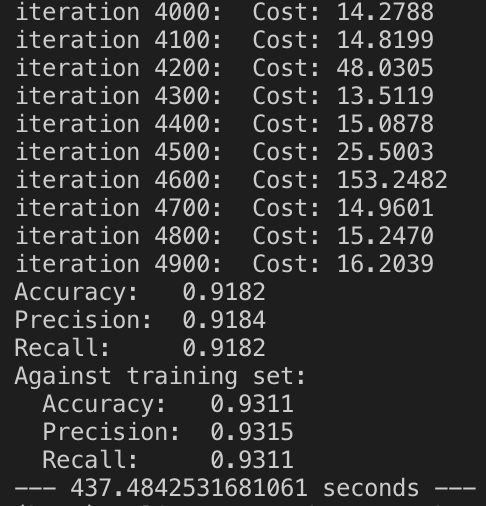 iteration 4000:  Cost: 14.2788
iteration 4100:  Cost: 14.8199
iteration 4200:  Cost: 48.0305
iteration 4300:  Cost: 13.5119
iteration 4400:  Cost: 15.0878
iteration 4500:  Cost: 25.5003
iteration 4600:  Cost: 153.2482
iteration 4700:  Cost: 14.9601
iteration 4800:  Cost: 15.2470
iteration 4900:  Cost: 16.2039
Accuracy:   0.9182
Precision:  0.9184
Recall:     0.9182
Against training set:
  Accuracy:   0.9311
  Precision:  0.9315
  Recall:     0.9311
--- 437.4842531681061 seconds ---